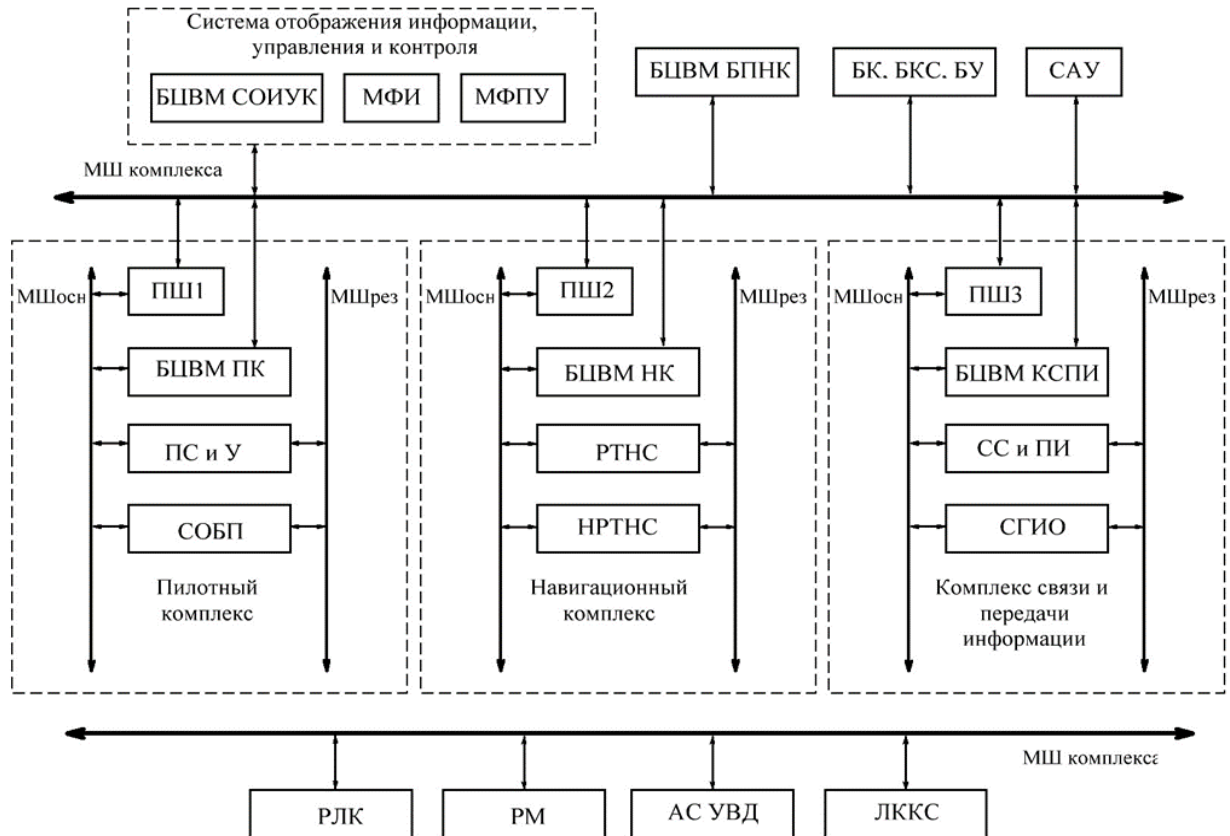 Система отображения информации,
управления и контроля
БЦВМ СОИУК
МФИ
МФПУ
БЦВМ БПНК
БК. БКС. БУ
САУ
МШ комплекса
МШосн
ПШ1
МШрез
БЦВМ ПК
ПС и У
СОБП
Пилотный
комплекс
МШосн
ПШ2
МШрез
БЦВМ НК
РТНС
НРТНС
Навигационный
комплекс
МШосн
ПШ3
МШрез
БЦВМ КСПИ
СС и ПИ
СГИО
Комплекс связи и
передачи
информации
МШ комплекса
РЛК
РМ
АС УВД
ЛККС